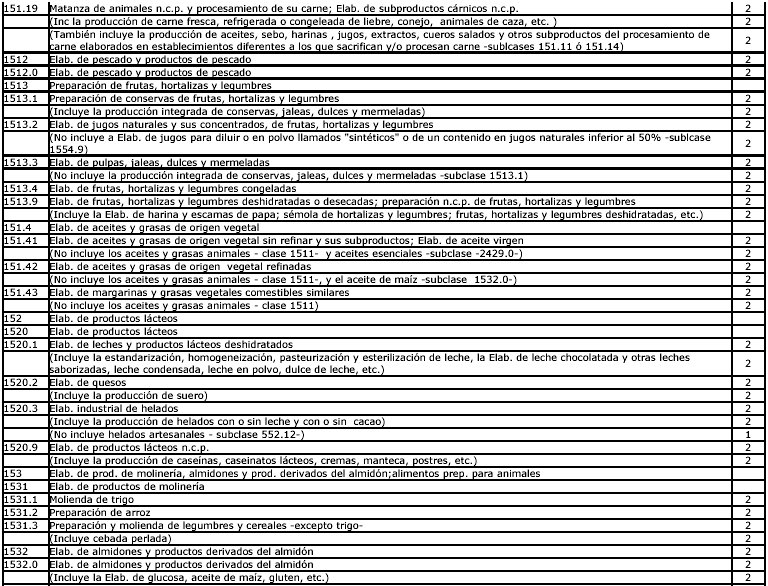 151.19 Matanza de animales n.c.p. y procesamiento de su carne; Elab. de subproductos cárnicos n.c.p. 2
(Inc la producción de carne fresca, refrigerada o congeleada de liebre, conejo,  animales de caza, etc. ) 2
(También incluye la producción de aceites, sebo, harinas , jugos, extractos, cueros salados y otros subproductos del procesamiento de
carne elaborados en establecimientos diferentes a los que sacrifican y/o procesan carne -sublcases 151.11 ó 151.14) 2
1512 Elab. de pescado y productos de pescado 2
1512.0 Elab. de pescado y productos de pescado 2
1513 Preparación de frutas, hortalizas y legumbres
1513.1 Preparación de conservas de frutas, hortalizas y legumbres 2
(Incluye la producción integrada de conservas, jaleas, dulces y mermeladas) 2
1513.2 Elab. de jugos naturales y sus concentrados, de frutas, hortalizas y legumbres 2
(No incluye a Elab. de jugos para diluir o en polvo llamados "sintéticos" o de un contenido en jugos naturales inferior al 50% -sublcase
1554.9) 2
1513.3 Elab. de pulpas, jaleas, dulces y mermeladas 2
(No incluye la producción integrada de conservas, jaleas, dulces y mermeladas -subclase 1513.1) 2
1513.4 Elab. de frutas, hortalizas y legumbres congeladas 2
1513.9 Elab. de frutas, hortalizas y legumbres deshidratadas o desecadas; preparación n.c.p. de frutas, hortalizas y legumbres 2
(Incluye la Elab. de harina y escamas de papa; sémola de hortalizas y legumbres; frutas, hortalizas y legumbres deshidratadas, etc.) 2
151.4 Elab. de aceites y grasas de origen vegetal
151.41 Elab. de aceites y grasas de origen vegetal sin refinar y sus subproductos; Elab. de aceite virgen 2
(No incluye los aceites y grasas animales - clase 1511-  y aceites esenciales -subclase -2429.0-) 2
151.42 Elab. de aceites y grasas de origen  vegetal refinadas 2
(No incluye los aceites y grasas animales - clase 1511-, y el aceite de maíz -subclase  1532.0-) 2
151.43 Elab. de margarinas y grasas vegetales comestibles similares 2
(No incluye los aceites y grasas animales - clase 1511) 2
152 Elab. de productos lácteos
1520 Elab. de productos lácteos
1520.1 Elab. de leches y productos lácteos deshidratados 2
(Incluye la estandarización, homogeneización, pasteurización y esterilización de leche, la Elab. de leche chocolatada y otras leches
saborizadas, leche condensada, leche en polvo, dulce de leche, etc.) 2
1520.2 Elab. de quesos 2
(Incluye la producción de suero) 2
1520.3 Elab. industrial de helados 2
(Incluye la producción de helados con o sin leche y con o sin  cacao) 2
(No incluye helados artesanales - subclase 552.12-) 1
1520.9 Elab. de productos lácteos n.c.p. 2
(Incluye la producción de caseínas, caseinatos lácteos, cremas, manteca, postres, etc.) 2
153 Elab. de prod. de molinería, almidones y prod. derivados del almidón;alimentos prep. para animales
1531 Elab. de productos de molinería
1531.1 Molienda de trigo 2
1531.2 Preparación de arroz 2
1531.3 Preparación y molienda de legumbres y cereales -excepto trigo- 2
(Incluye cebada perlada) 2
1532 Elab. de almidones y productos derivados del almidón 2
1532.0 Elab. de almidones y productos derivados del almidón 2
(Incluye la Elab. de glucosa, aceite de maíz, gluten, etc.) 2